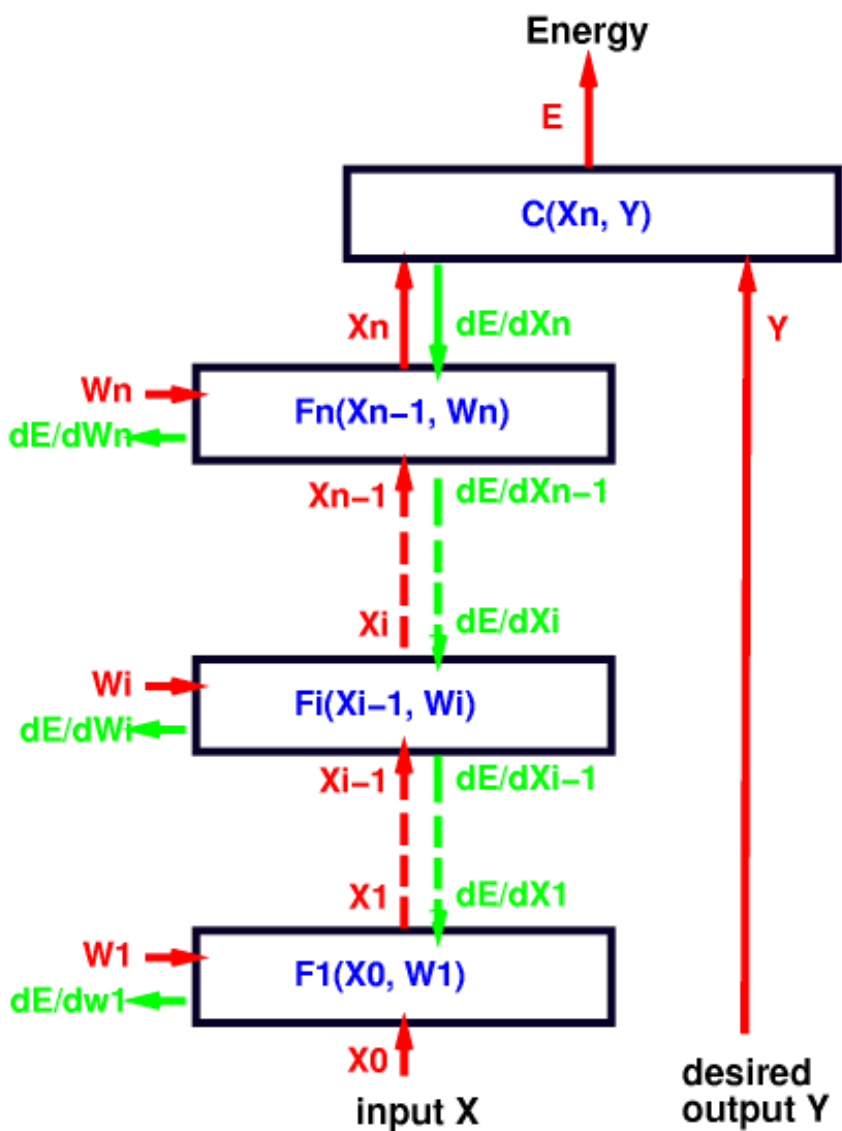 Energy
E
C(Xn, Y)
Xn
dE/dXn
Y
Wn
Fn(Xn−1, Wn)
dE/dWn
Xn−1
dE/dXn−1
Xi
dE/dXi
Wi
Fi(Xi−1, Wi)
dE/dWi
Xi−1
dE/dXi−1
X1
dE/dX1
W1
F1(X0, W1)
dE/dw1
X0
input X
desired
output Y